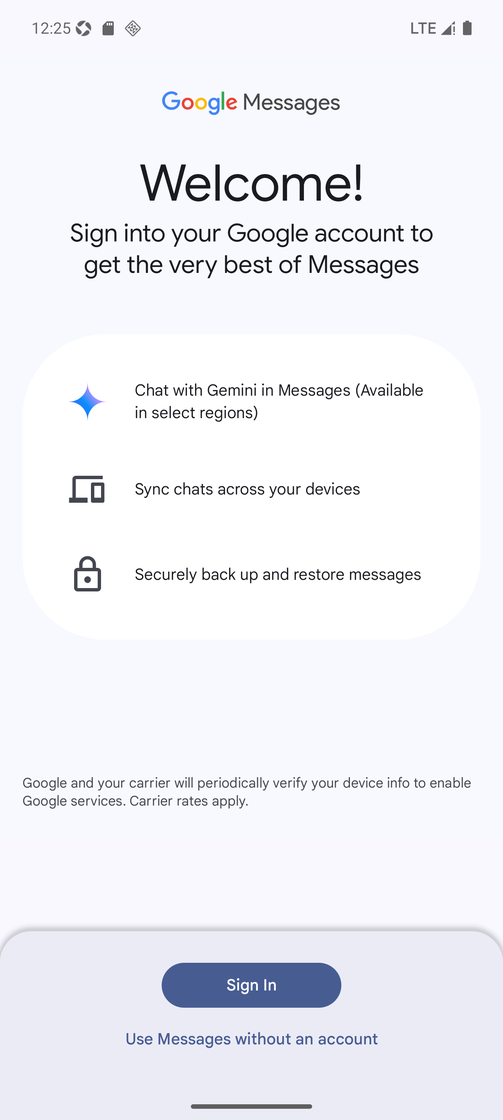 12:25
LTE
Google Messages
Welcome!
Sign into your Google account to
get the very best of Messages
Chat with Gemini in Messages (Available
in select regions)
Sync chats across your devices
Securely back up and restore messages
Google and your carrier will periodically verify your device info to enable
Google services. Carrier rates apply.
Sign In
Use Messages without an account